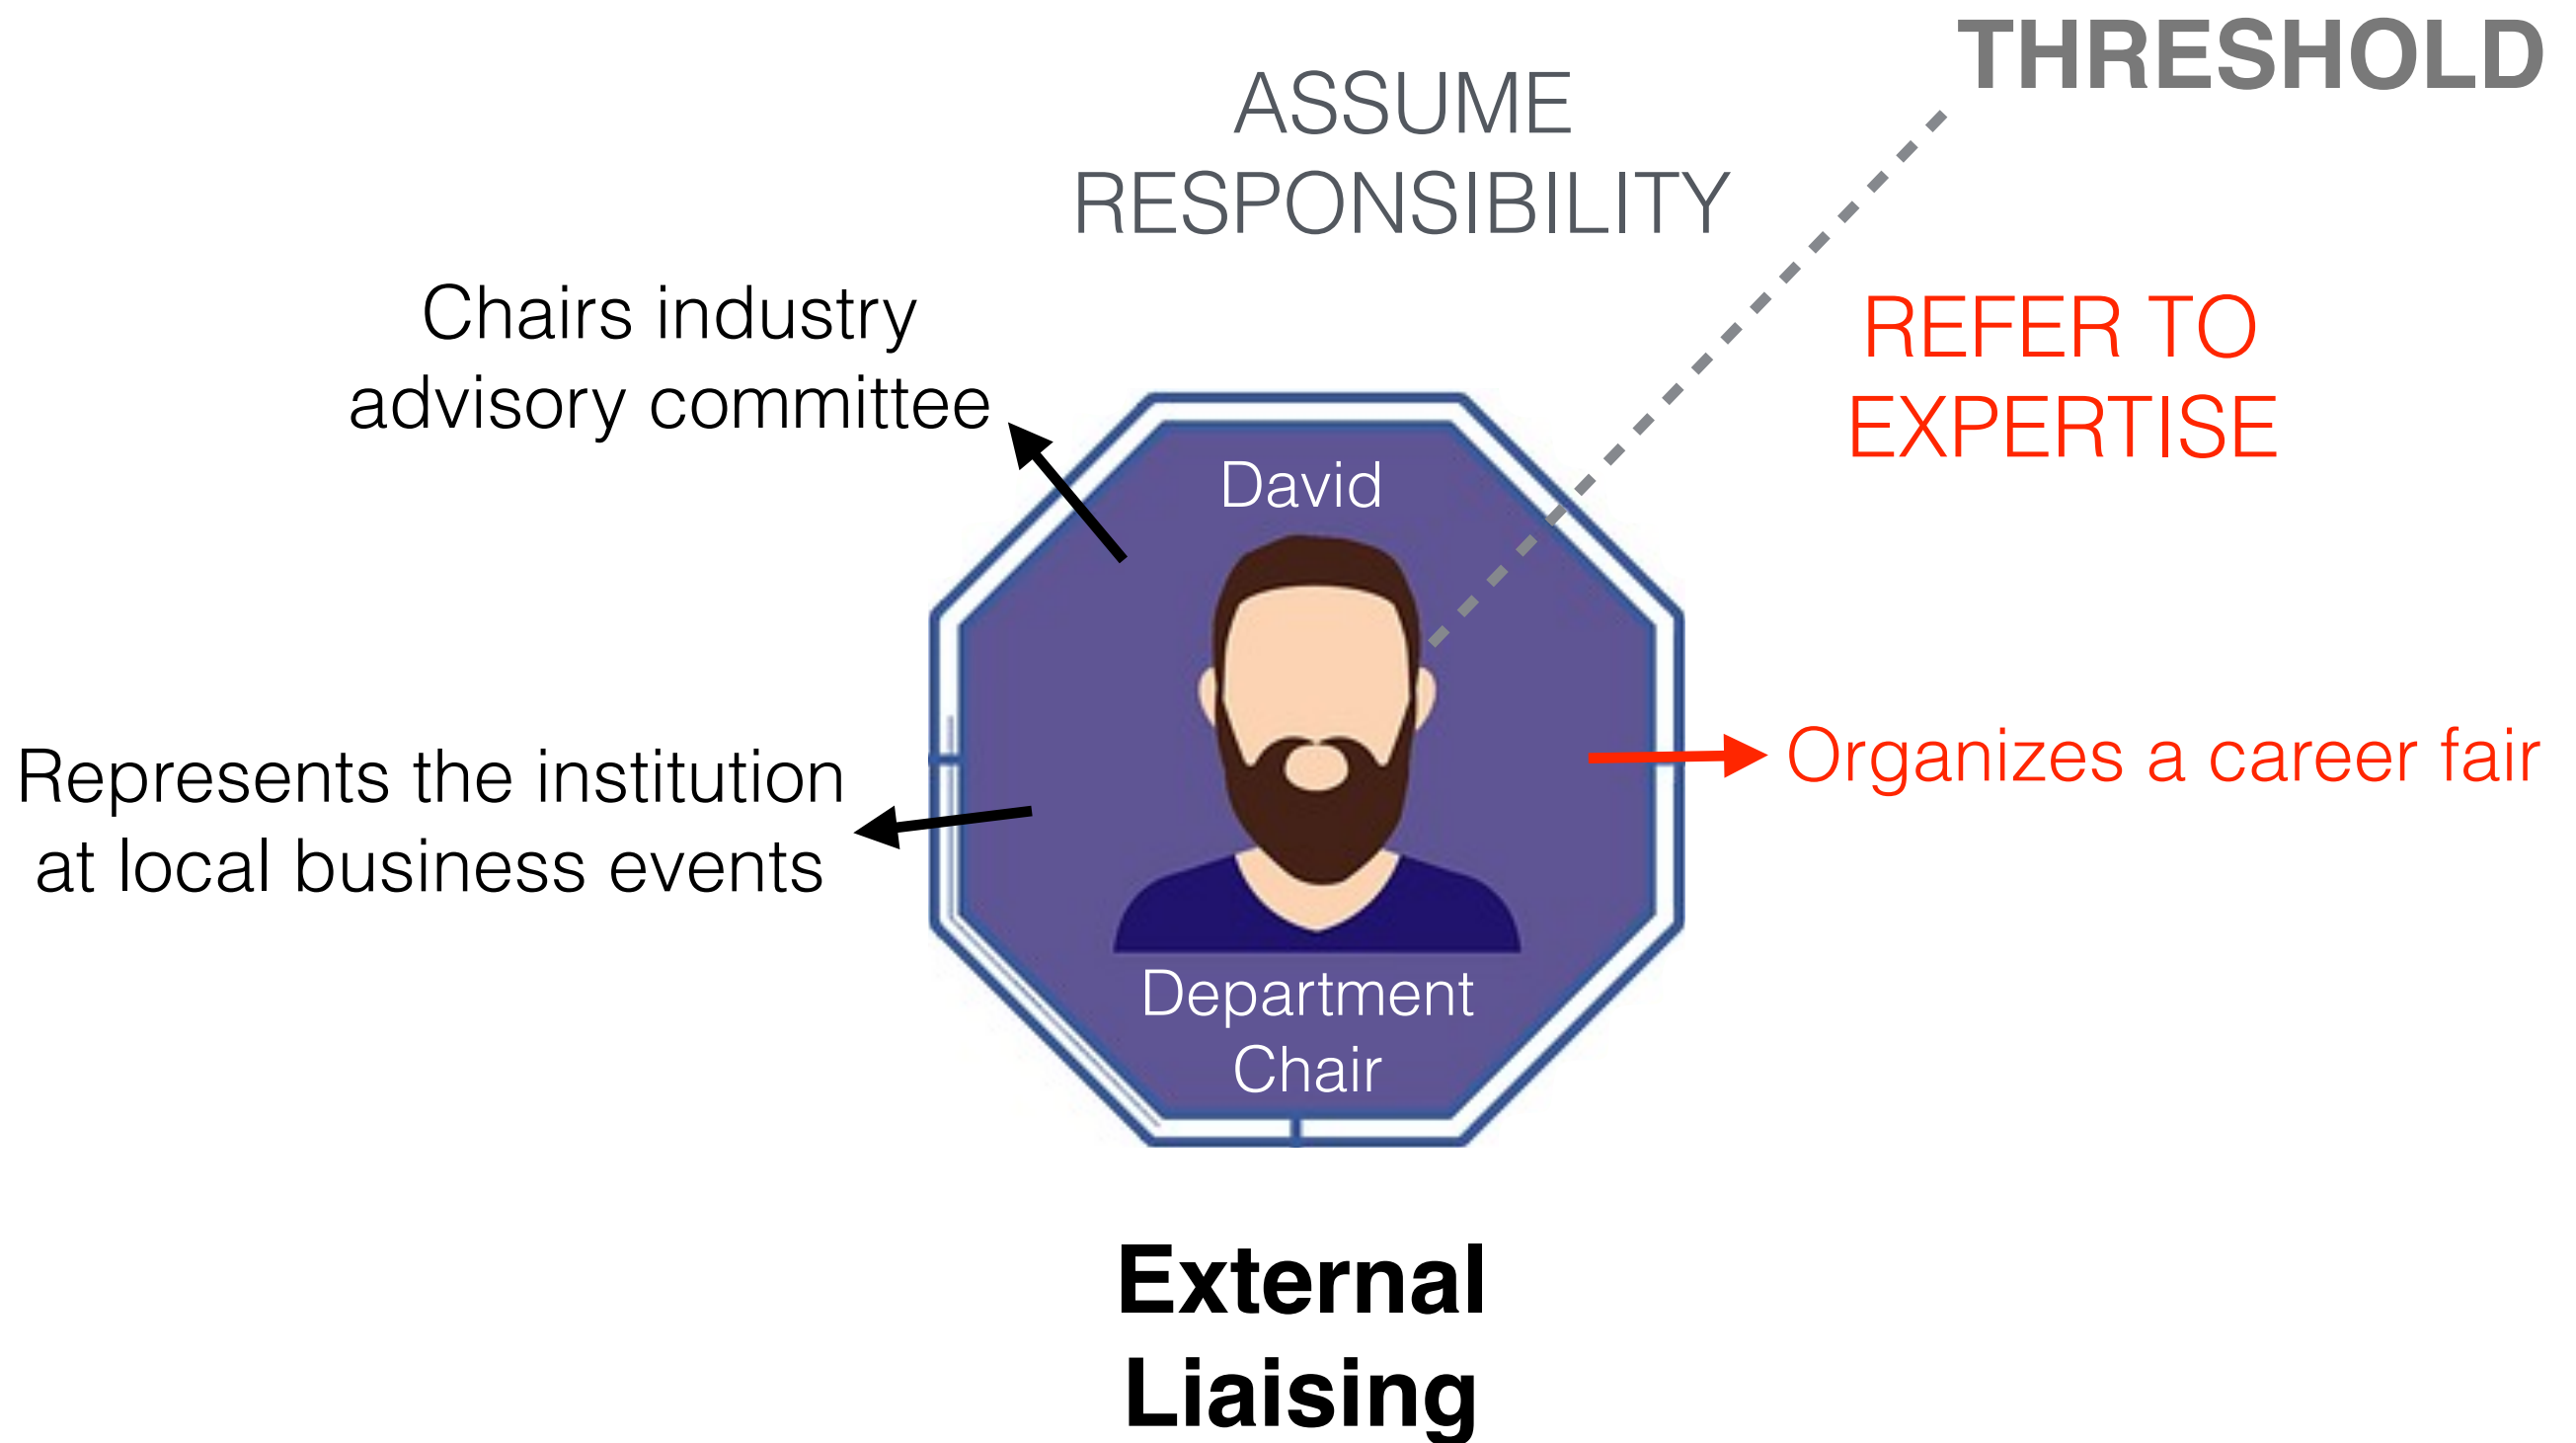 THRESHOLD
ASSUME
RESPONSIBILITY
Chairs industry
advisory committee
REFER TO
EXPERTISE
David
Represents the institution
at local business events
Organizes a career fair
Department
Chair
External
Liaising